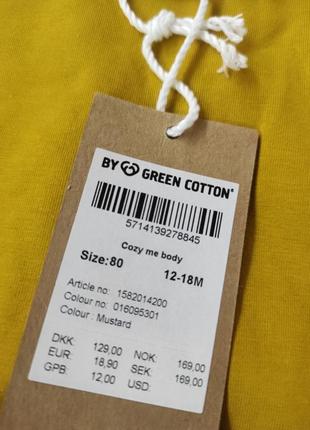 BY GREEN COTTON®
5714139278845
Cozy me body
Size:80 12-18M
Article no: 1582014200
Colour no: 016095301
Colour : Mustard
DKK: 129,00 NOK: 169,00
EUR: 18,90 SEK: 169,00
GPB: 12,00 USD: